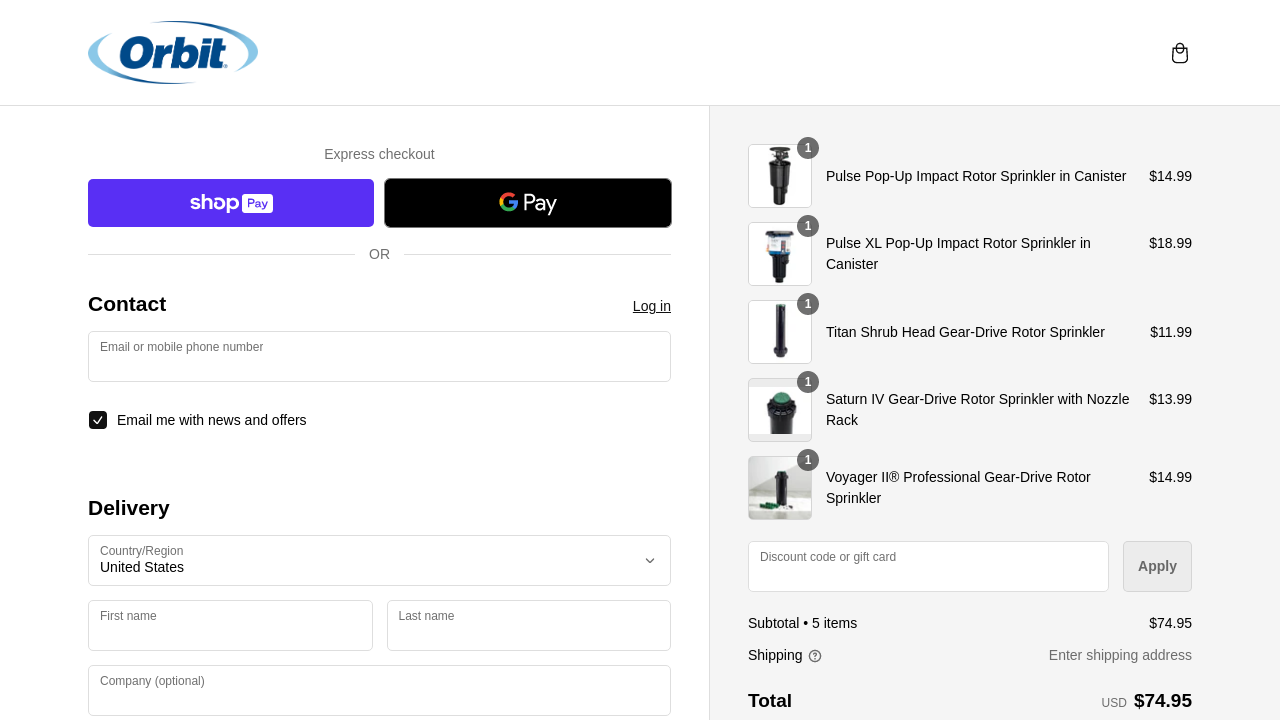 Orbit
Express checkout
shop Pay
G Pay
OR
Contact
Log in
Email or mobile phone number
Email me with news and offers
Delivery
Country/Region
United States
First name
Last name
Company (optional)
1
Pulse Pop-Up Impact Rotor Sprinkler in Canister
$14.99
1
Pulse XL Pop-Up Impact Rotor Sprinkler in
Canister
$18.99
1
Titan Shrub Head Gear-Drive Rotor Sprinkler
$11.99
1
Saturn IV Gear-Drive Rotor Sprinkler with Nozzle
Rack
$13.99
1
Voyager II® Professional Gear-Drive Rotor
Sprinkler
$14.99
Discount code or gift card
Apply
Subtotal • 5 items
$74.95
Shipping
Enter shipping address
Total
USD $74.95